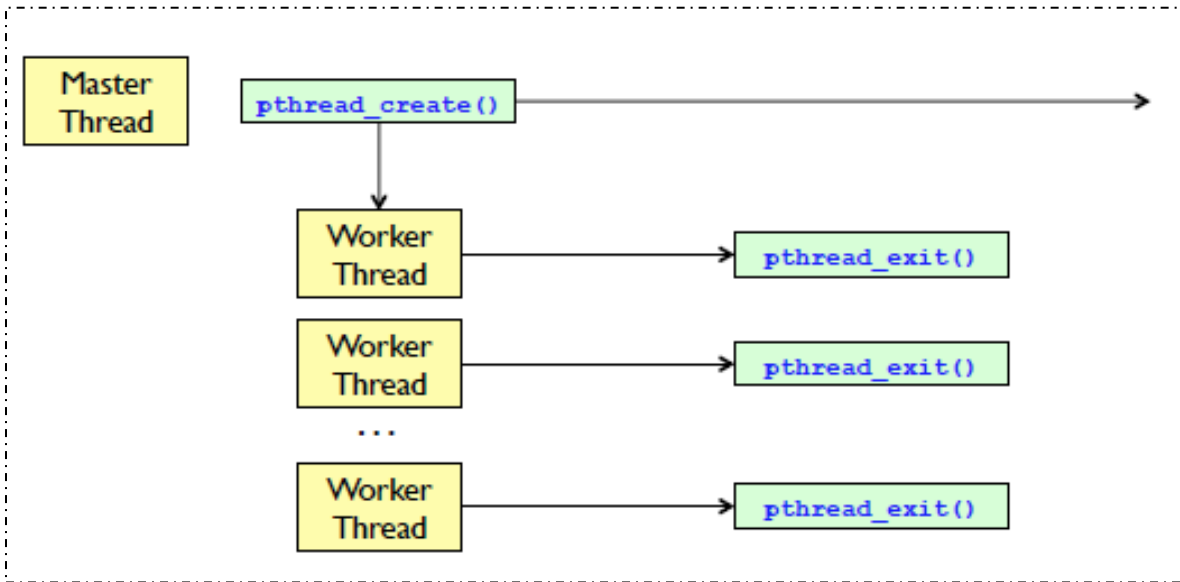 Master
Thread
pthread_create()
Worker
Thread
pthread_exit()
Worker
Thread
pthread_exit()
...
Worker
Thread
pthread_exit()